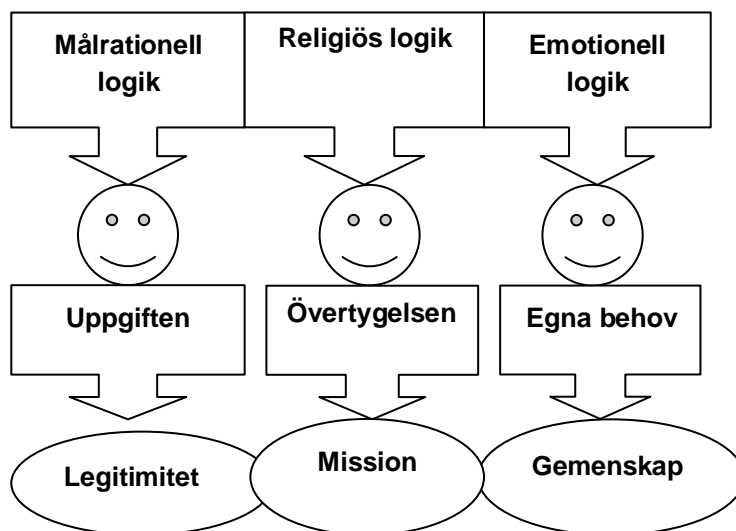 Målrationell
logik
Religiös logik
Emotionell
logik
Uppgiften
Övertygelsen
Egna behov
Legitimitet
Mission
Gemenskap